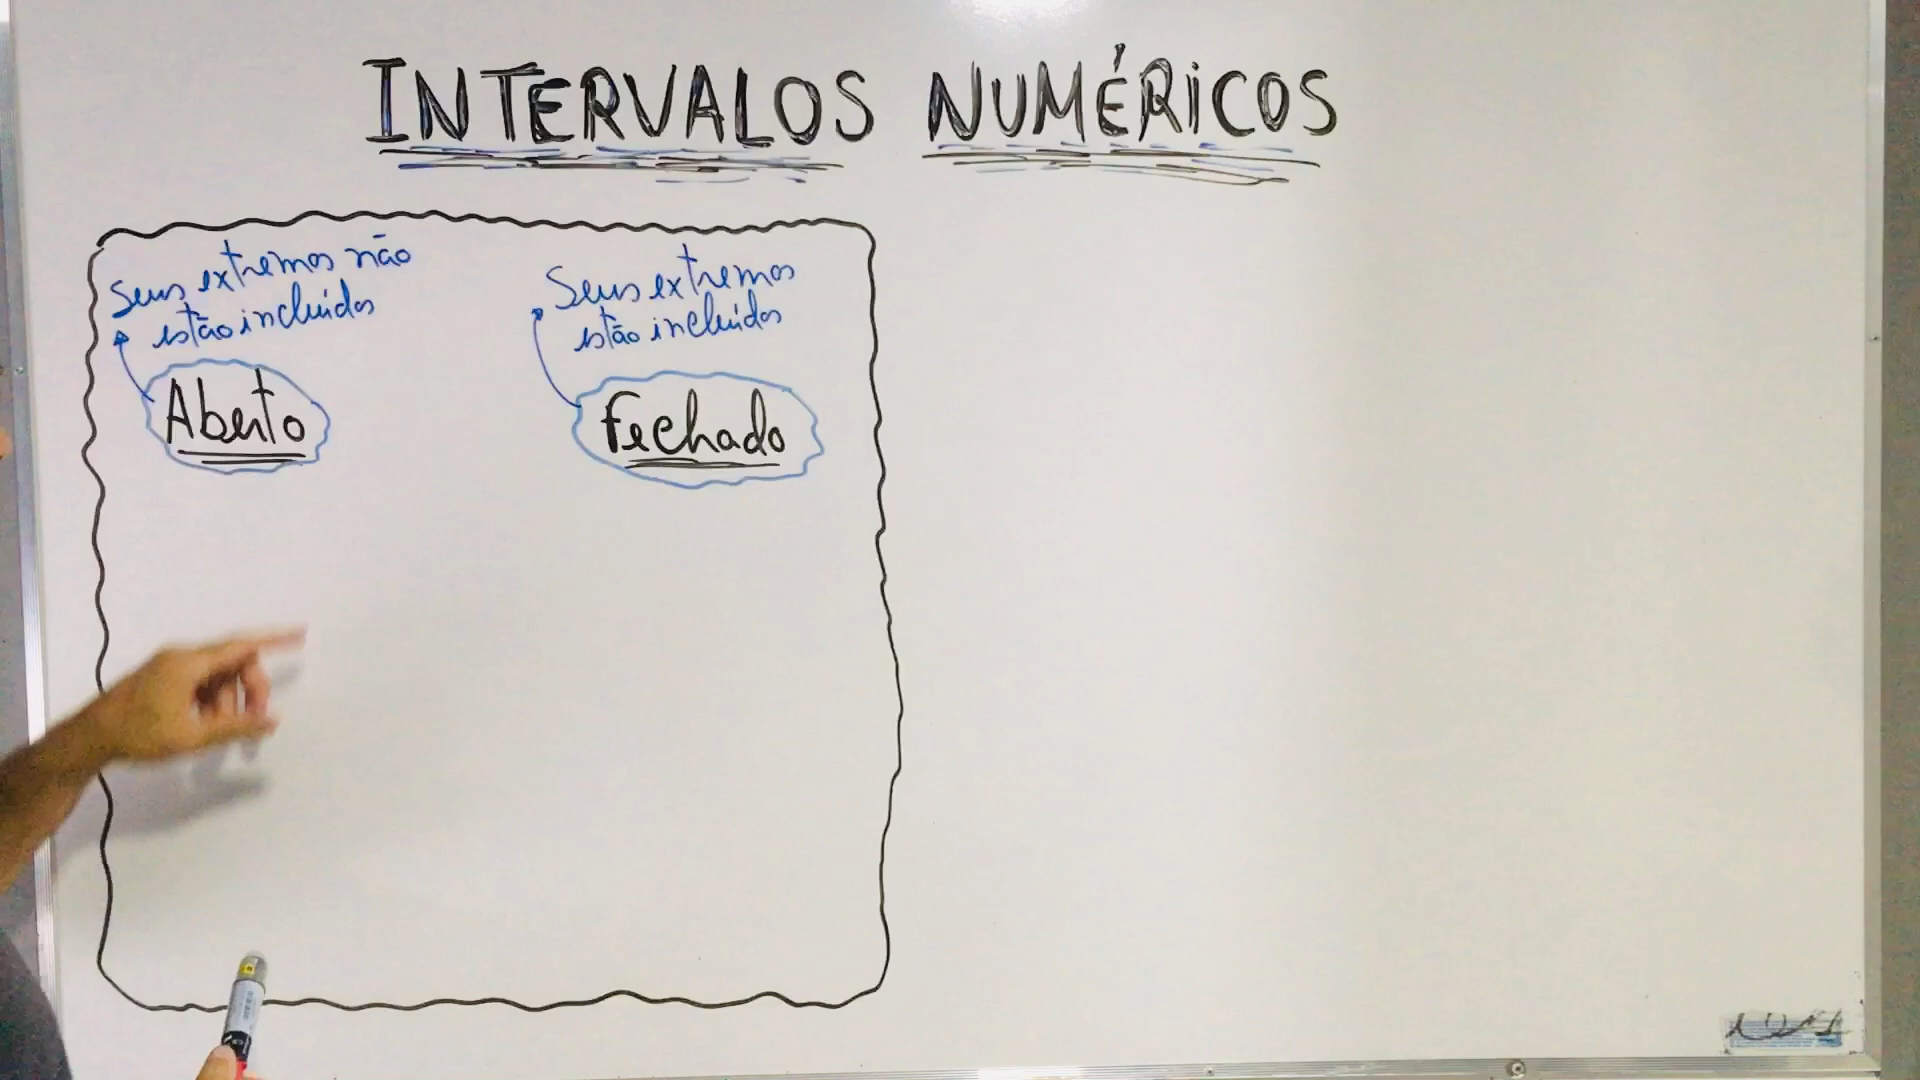 INTERVALOS NUMÉRICOS
Seus extremos não
estão incluídos
Aberto
Seus extremos
estão incluídos
Fechado